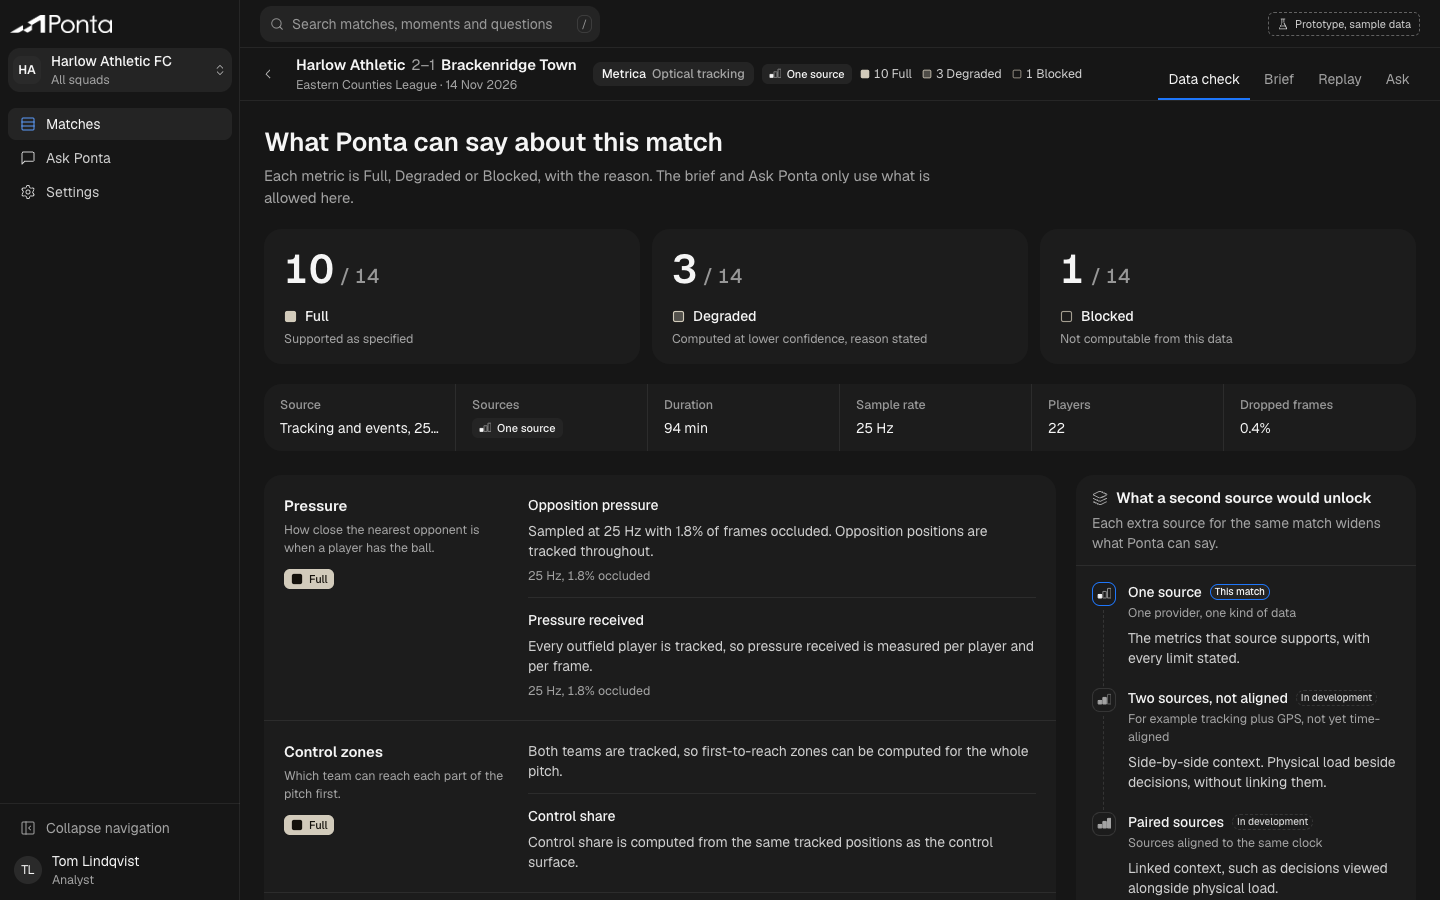 Ponta
HA
Harlow Athletic FC
All squads
Matches
Ask Ponta
Settings
Collapse navigation
TL
Tom Lindqvist
Analyst
Search matches, moments and questions
/
Prototype, sample data
Harlow Athletic 2–1 Brackenridge Town
Eastern Counties League · 14 Nov 2026
Metrica Optical tracking
One source
10 Full
3 Degraded
1 Blocked
Data check
Brief
Replay
Ask
What Ponta can say about this match
Each metric is Full, Degraded or Blocked, with the reason. The brief and Ask Ponta only use what is
allowed here.
10 / 14
Full
Supported as specified
3 / 14
Degraded
Computed at lower confidence, reason stated
1 / 14
Blocked
Not computable from this data
Source
Tracking and events, 25…
Sources
One source
Duration
94 min
Sample rate
25 Hz
Players
22
Dropped frames
0.4%
Pressure
How close the nearest opponent is
when a player has the ball.
Full
Opposition pressure
Sampled at 25 Hz with 1.8% of frames occluded. Opposition positions are
tracked throughout.
25 Hz, 1.8% occluded
Pressure received
Every outfield player is tracked, so pressure received is measured per player and
per frame.
25 Hz, 1.8% occluded
Control zones
Which team can reach each part of the
pitch first.
Full
Both teams are tracked, so first-to-reach zones can be computed for the whole
pitch.
Control share
Control share is computed from the same tracked positions as the control
surface.
What a second source would unlock
Each extra source for the same match widens
what Ponta can say.
One source
This match
One provider, one kind of data
The metrics that source supports, with
every limit stated.
Two sources, not aligned
In development
For example tracking plus GPS, not yet time-
aligned
Side-by-side context. Physical load beside
decisions, without linking them.
Paired sources
In development
Sources aligned to the same clock
Linked context, such as decisions viewed
alongside physical load.